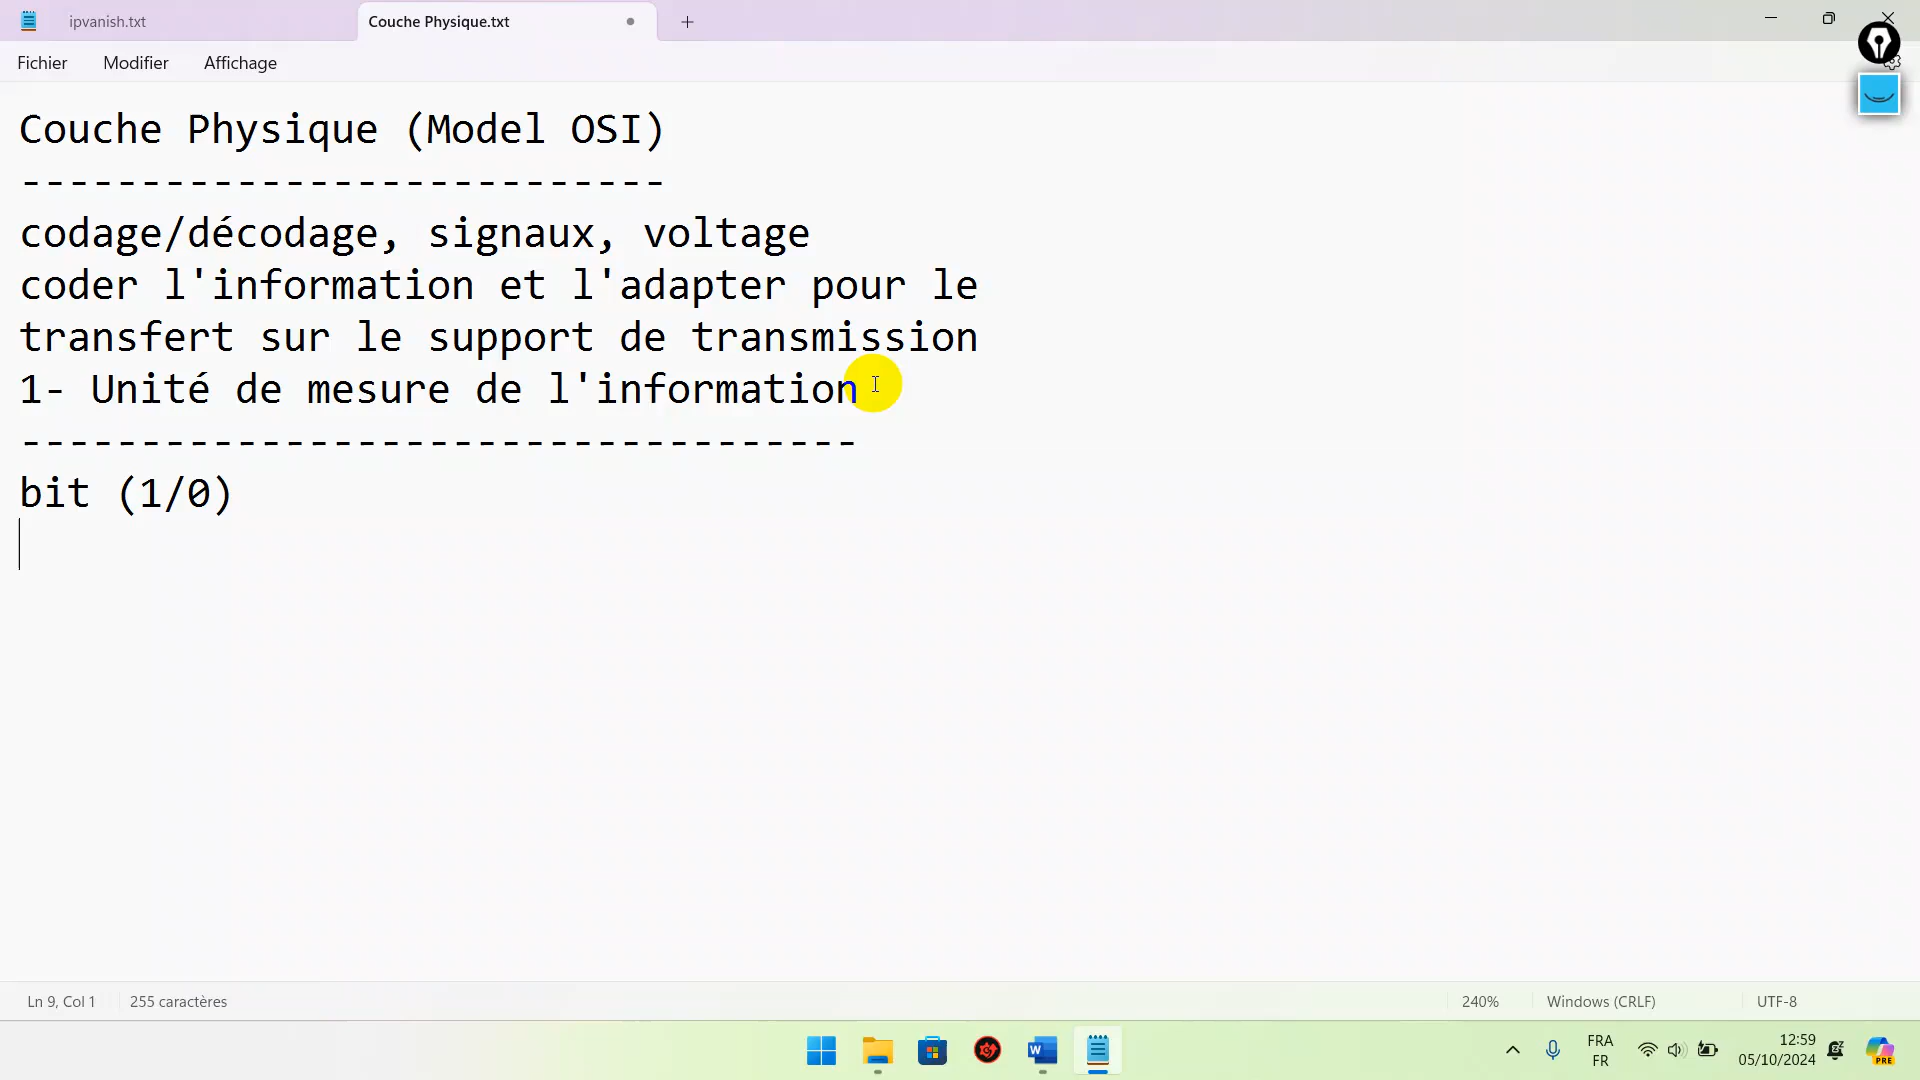 ipvanish.txt
Couche Physique.txt
Fichier
Modifier
Affichage
Couche Physique (Model OSI)
---------------------------
codage/décodage, signaux, voltage
coder l'information et l'adapter pour le
transfert sur le support de transmission
1- Unité de mesure de l'information
-----------------------------------
bit (1/0)
Ln 9, Col 1
255 caractères
240%
Windows (CRLF)
UTF-8
FRA
FR
12:59
05/10/2024
PRE